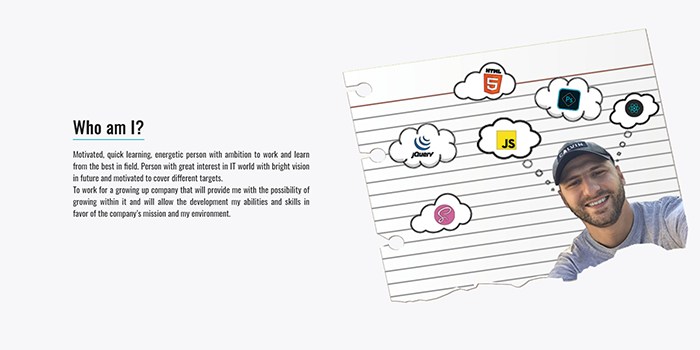 HTML
5
Ps
jQuery
JS
CALVIN
Who am I?
Motivated, quick learning, energetic person with ambition to work and learn
from the best in field. Person with great interest in IT world with bright vision
in future and motivated to cover different targets.
To work for a growing up company that will provide me with the possibility of
growing within it and will allow the development my abilities and skills in
favor of the company's mission and my environment.